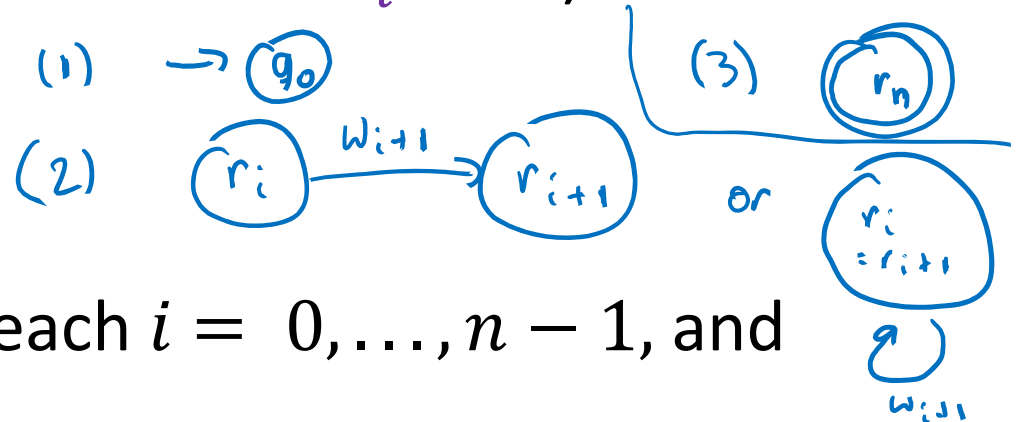 i
(1) → q₀
(3) rₙ
(2) rᵢ wᵢ₊₁ → rᵢ₊₁ or rᵢ
= rᵢ₊₁
wᵢ₊₁
each i = 0, . . . , n − 1, and